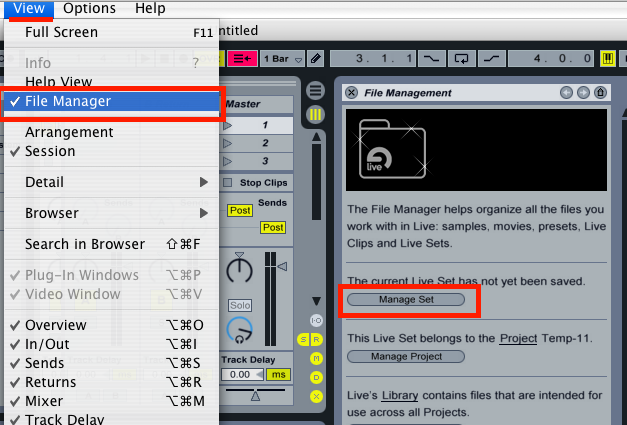 View Options Help
Full Screen F11
ntitled
Info ?
1 Bar
3. 1. 1
4. 0. 0
Help View
File Manager
Arrangement
Session
Detail
Browser
Search in Browser ⇧⌘F
Plug-In Windows ⌥⌘P
Video Window ⌥⌘V
Overview ⌥⌘O
In/Out ⌥⌘I
Sends ⌥⌘S
Returns ⌥⌘R
Mixer ⌥⌘M
Track Delay
Master
1
2
3
Stop Clips
Sends
Post
Post
Solo
Track Delay
0.00 ms
I·O
S R
M
D
X
File Management
live
The File Manager helps organize all the files you
work with in Live: samples, movies, presets, Live
Clips and Live Sets.
The current Live Set has not yet been saved.
Manage Set
This Live Set belongs to the Project Temp-11.
Manage Project
Live's Library contains files that are intended for
use across all Projects.